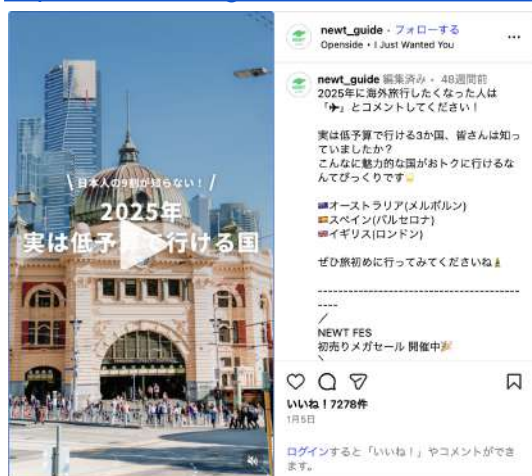 \ 日本人の9割が知らない！ /
2025年
実は低予算で行ける国
newt_guide・フォローする
Openside • I Just Wanted You
newt_guide 編集済み・48週間前
2025年に海外旅行したくなった人は
「✈」とコメントしてください！
実は低予算で行ける3か国、皆さんは知っ
ていましたか？
こんなに魅力的な国がおトクに行けるな
んてびっくりです
🇦🇺オーストラリア(メルボルン)
🇪🇸スペイン(バルセロナ)
🇬🇧イギリス(ロンドン)
ぜひ旅初めに行ってみてくださいね
---------------------------------------
----
/
NEWT FES
初売りメガセール 開催中🎉
\
いいね！7278件
1月5日
ログインすると「いいね！」やコメントができ
ます。